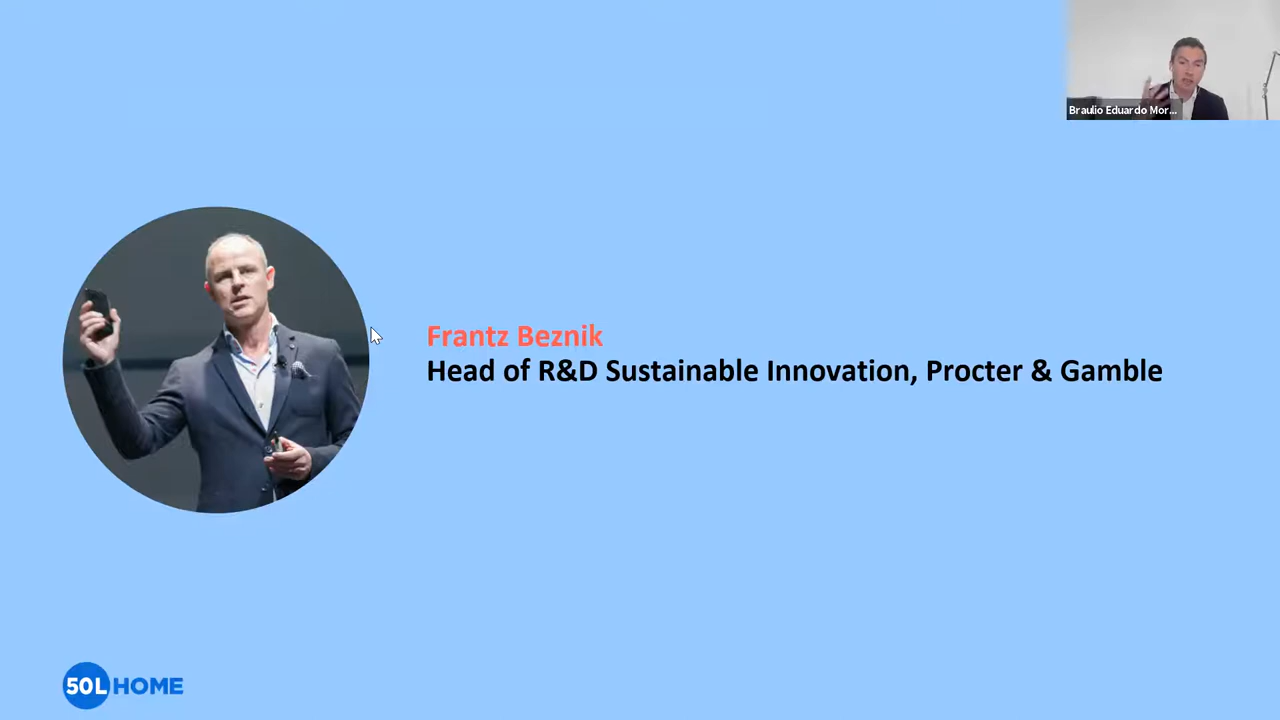 Braulio Eduardo Mor...
Frantz Beznik
Head of R&D Sustainable Innovation, Procter & Gamble
50L HOME